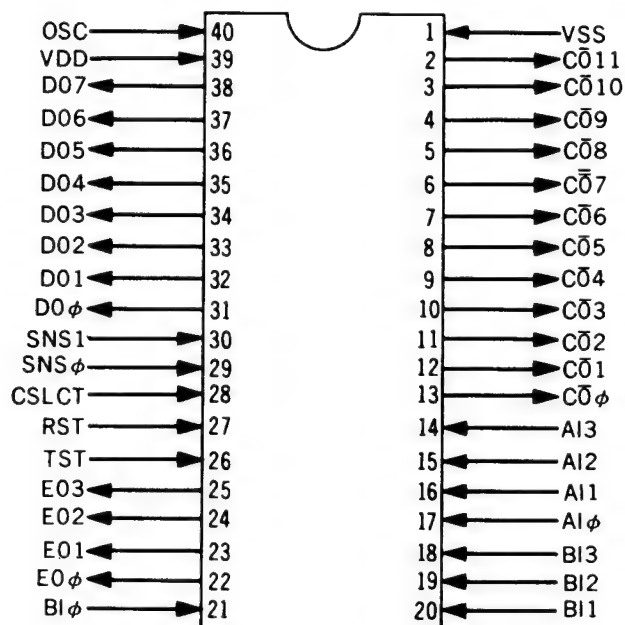 OSC 40 1 VSS
VDD 39 2 CŌ11
DO7 38 3 CŌ10
DO6 37 4 CŌ9
DO5 36 5 CŌ8
DO4 35 6 CŌ7
DO3 34 7 CŌ6
DO2 33 8 CŌ5
DO1 32 9 CŌ4
DOϕ 31 10 CŌ3
SNS1 30 11 CŌ2
SNSϕ 29 12 CŌ1
CSLCT 28 13 CŌϕ
RST 27 14 AI3
TST 26 15 AI2
EO3 25 16 AI1
EO2 24 17 AIϕ
EO1 23 18 BI3
EOϕ 22 19 BI2
BIϕ 21 20 BI1